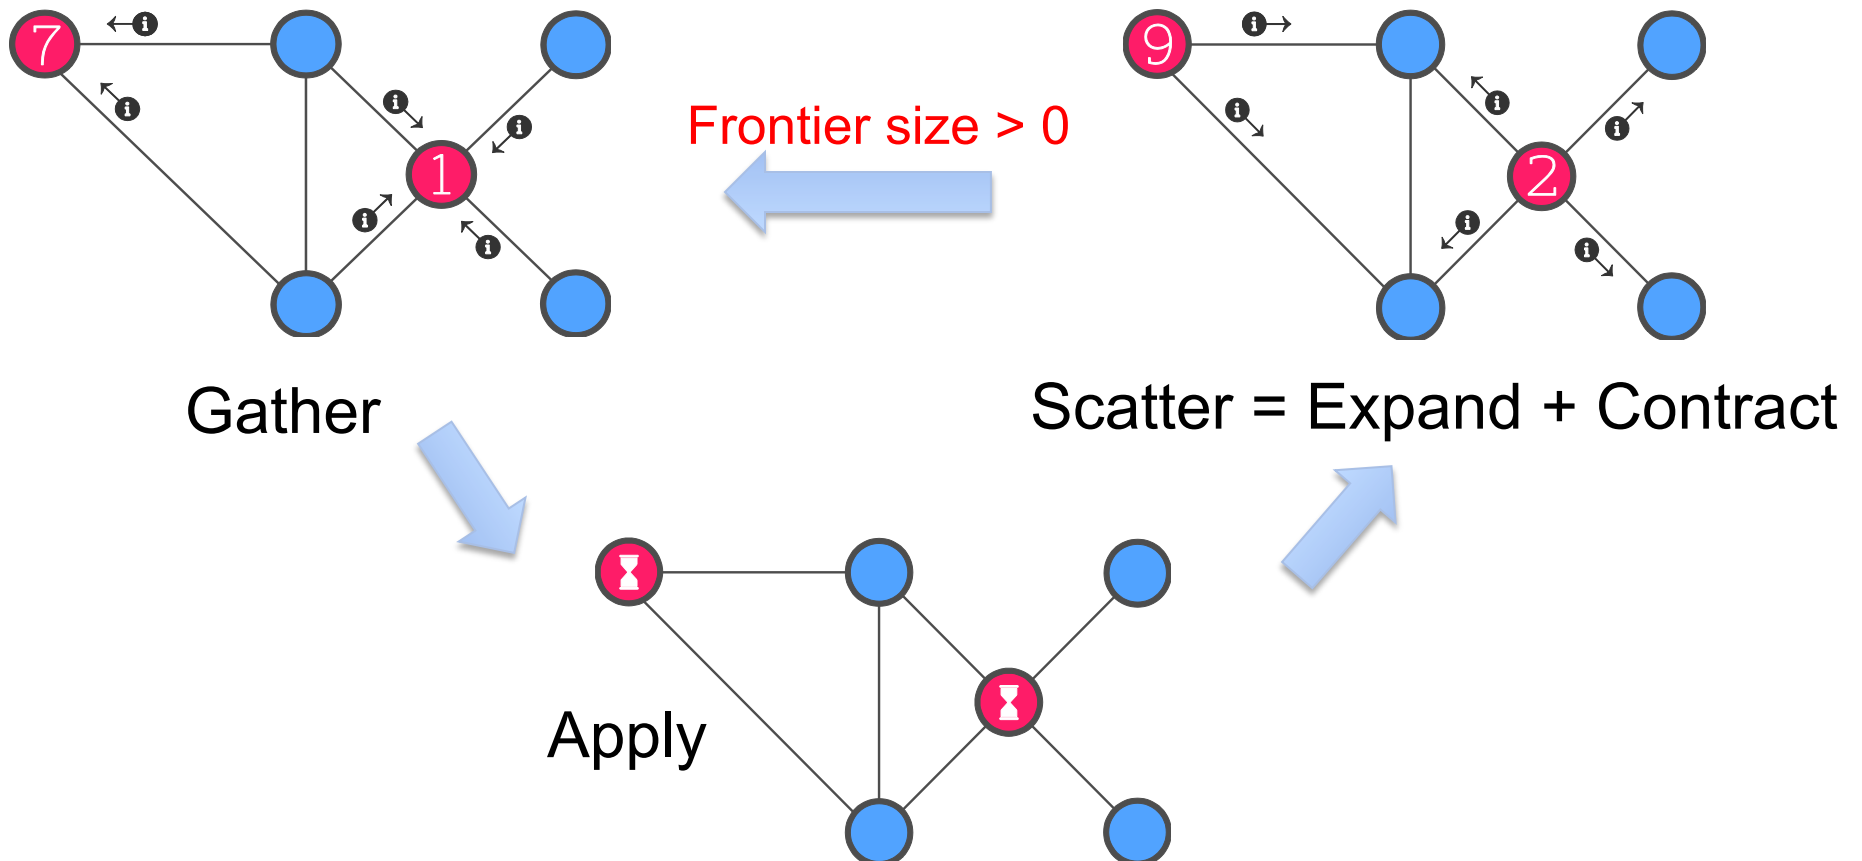 7
1
Frontier size > 0
9
2
Gather
Scatter = Expand + Contract
Apply